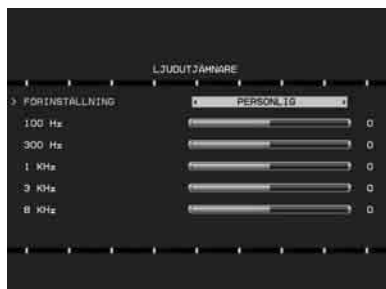 LJUDUTJÄMNARE
> FÖRINSTÄLLNING PERSONLIG
100 Hz 0
300 Hz 0
1 KHz 0
3 KHz 0
8 KHz 0